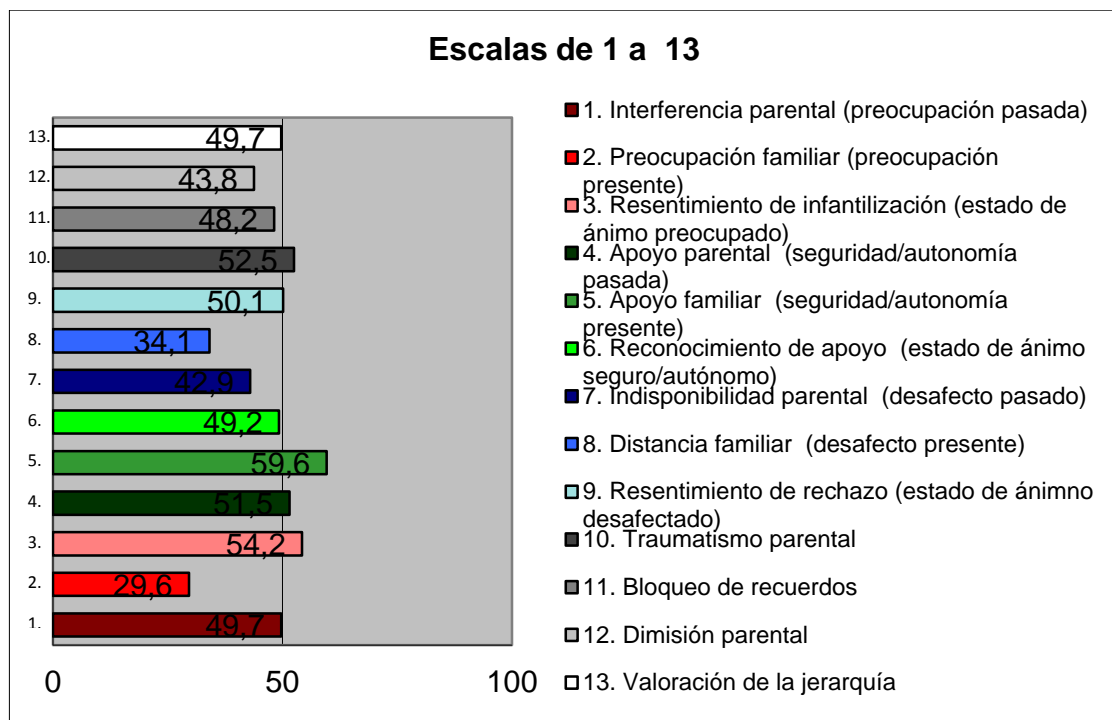 Escalas de 1 a  13
13.
49,7
12.
43,8
11.
48,2
10.
52,5
9.
50,1
8.
34,1
7.
42,9
6.
49,2
5.
59,6
4.
51,5
3.
54,2
2.
29,6
1.
49,7
0 50 100
1. Interferencia parental (preocupación pasada)
2. Preocupación familiar (preocupación
presente)
3. Resentimiento de infantilización (estado de
ánimo preocupado)
4. Apoyo parental  (seguridad/autonomía
pasada)
5. Apoyo familiar  (seguridad/autonomía
presente)
6. Reconocimiento de apoyo  (estado de ánimo
seguro/autónomo)
7. Indisponibilidad parental  (desafecto pasado)
8. Distancia familiar  (desafecto presente)
9. Resentimiento de rechazo (estado de ánimno
desafectado)
10. Traumatismo parental
11. Bloqueo de recuerdos
12. Dimisión parental
13. Valoración de la jerarquía